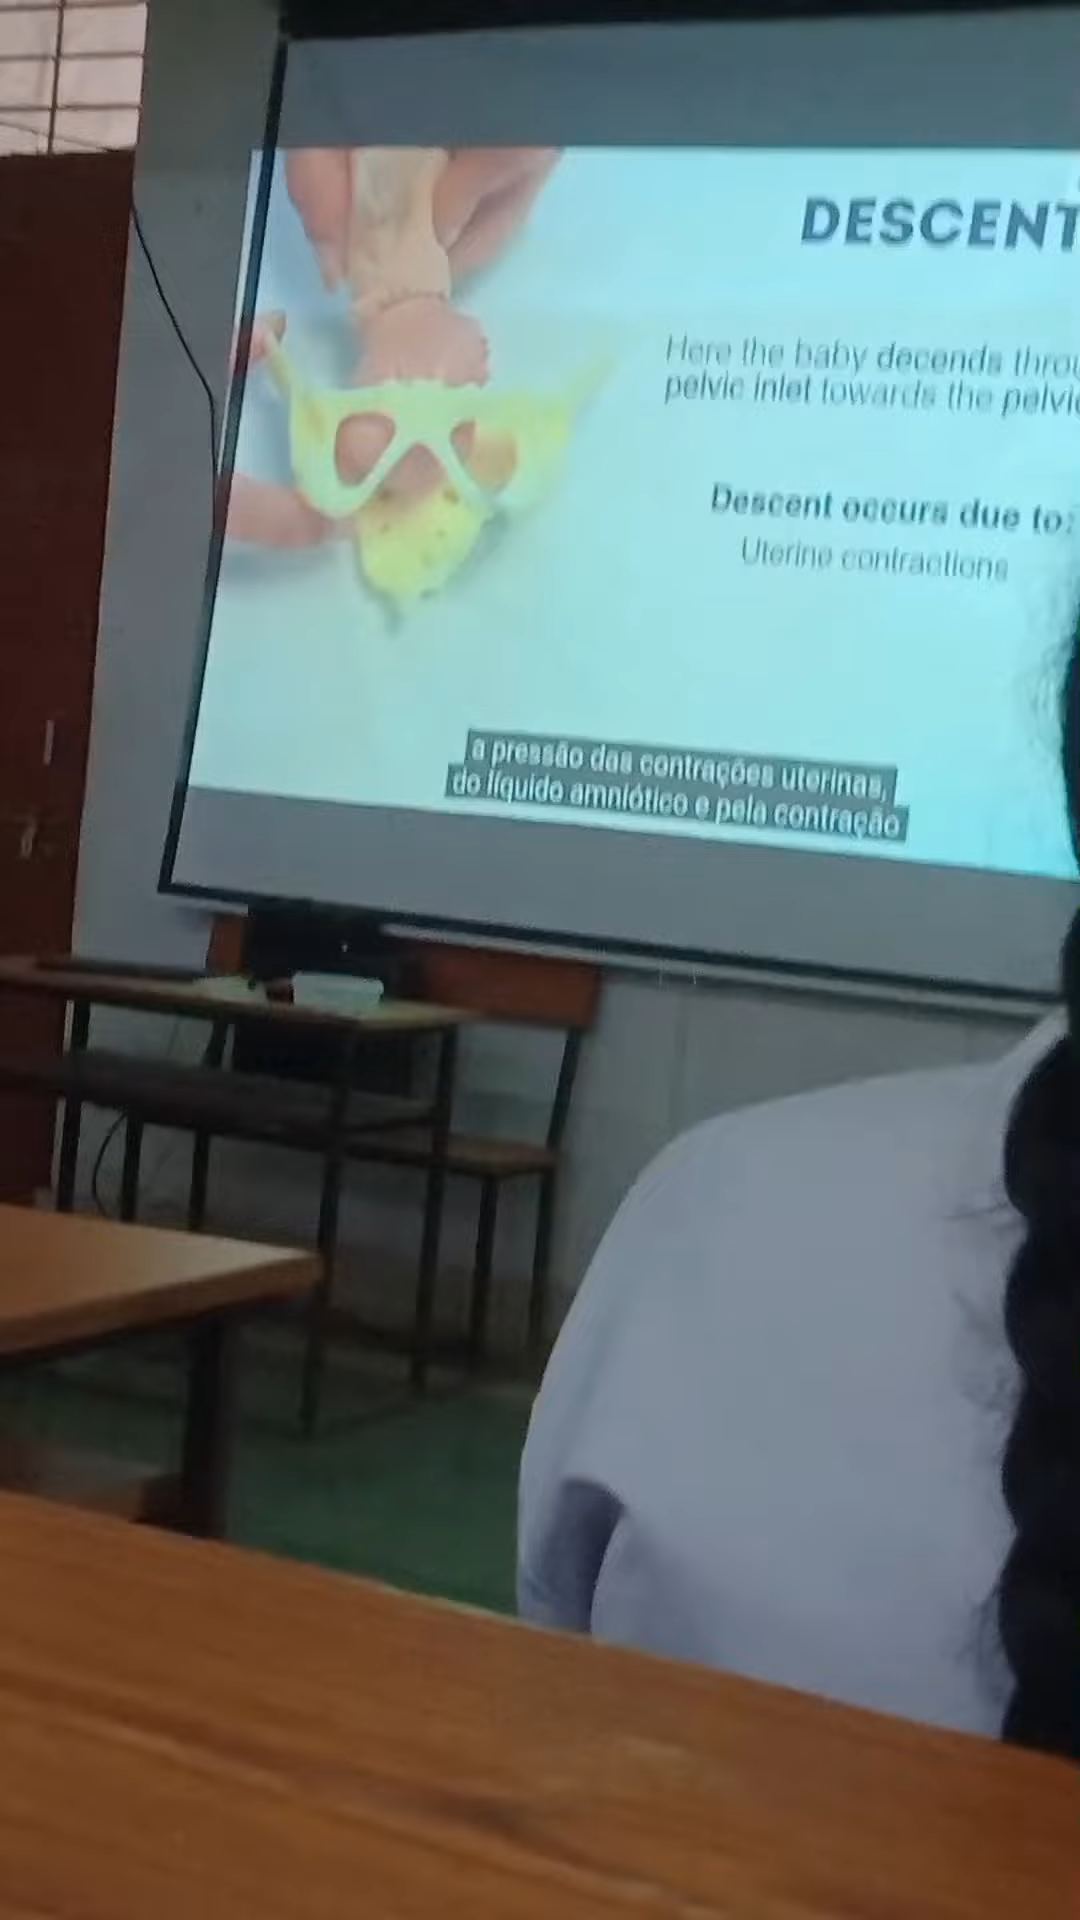 DESCENT
Here the baby decends
pelvic inlet towards the
Descent occurs due to:
Uterine contractions
a pressão das contrações uterinas,
do líquido amniótico e pela contração